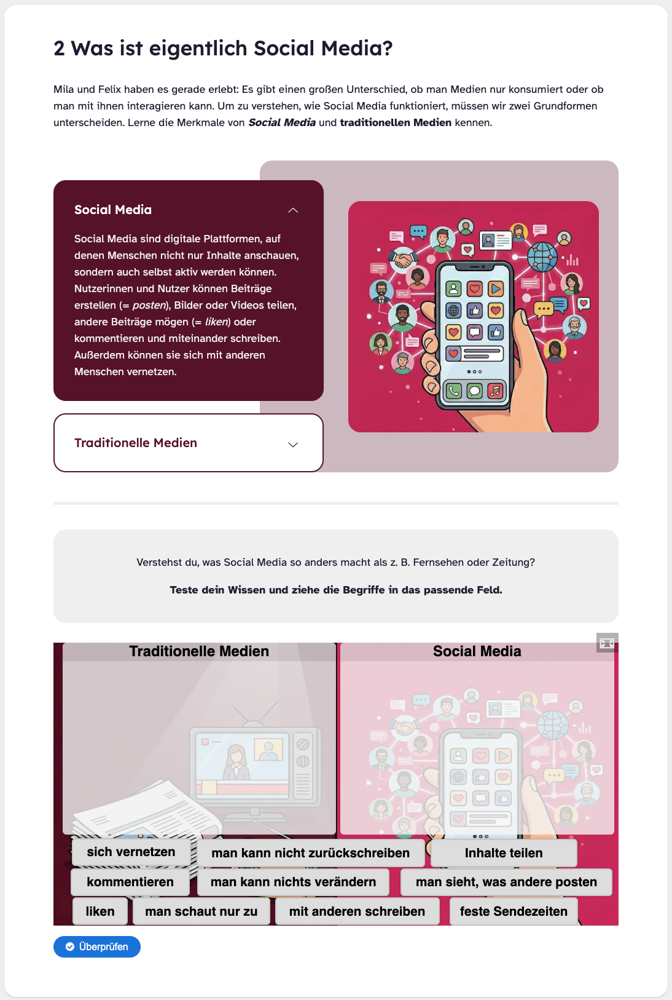 2 Was ist eigentlich Social Media?
Mila und Felix haben es gerade erlebt: Es gibt einen großen Unterschied, ob man Medien nur konsumiert oder ob
man mit ihnen interagieren kann. Um zu verstehen, wie Social Media funktioniert, müssen wir zwei Grundformen
unterscheiden. Lerne die Merkmale von Social Media und traditionellen Medien kennen.
Social Media
Social Media sind digitale Plattformen, auf
denen Menschen nicht nur Inhalte anschauen,
sondern auch selbst aktiv werden können.
Nutzerinnen und Nutzer können Beiträge
erstellen (= posten), Bilder oder Videos teilen,
andere Beiträge mögen (= liken) oder
kommentieren und miteinander schreiben.
Außerdem können sie sich mit anderen
Menschen vernetzen.
Traditionelle Medien
Verstehst du, was Social Media so anders macht als z. B. Fernsehen oder Zeitung?
Teste dein Wissen und ziehe die Begriffe in das passende Feld.
Traditionelle Medien
Social Media
sich vernetzen
man kann nicht zurückschreiben
Inhalte teilen
kommentieren
man kann nichts verändern
man sieht, was andere posten
liken
man schaut nur zu
mit anderen schreiben
feste Sendezeiten
Überprüfen